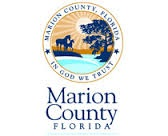 MARION COUNTY, FLORIDA
IN GOD WE TRUST
Marion
County
FLORIDA